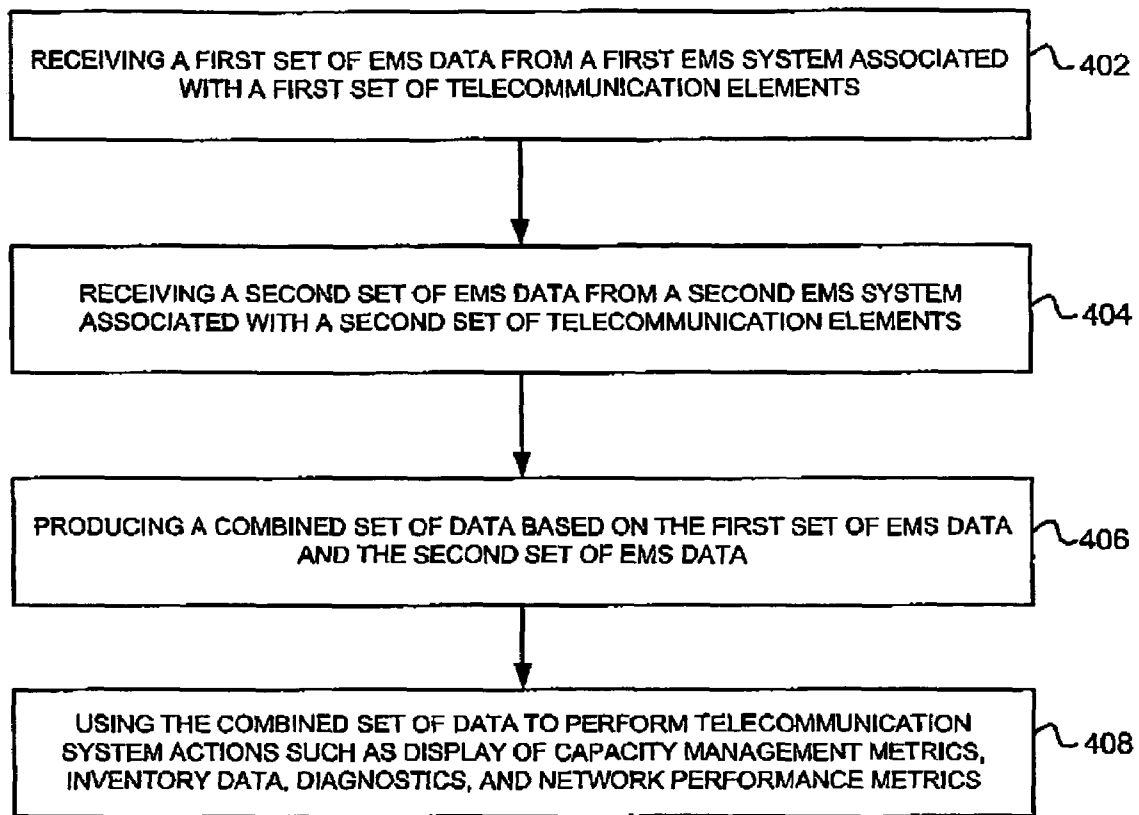 RECEIVING A FIRST SET OF EMS DATA FROM A FIRST EMS SYSTEM ASSOCIATED
WITH A FIRST SET OF TELECOMMUNICATION ELEMENTS
402
RECEIVING A SECOND SET OF EMS DATA FROM A SECOND EMS SYSTEM
ASSOCIATED WITH A SECOND SET OF TELECOMMUNICATION ELEMENTS
404
PRODUCING A COMBINED SET OF DATA BASED ON THE FIRST SET OF EMS DATA
AND THE SECOND SET OF EMS DATA
406
USING THE COMBINED SET OF DATA TO PERFORM TELECOMMUNICATION
SYSTEM ACTIONS SUCH AS DISPLAY OF CAPACITY MANAGEMENT METRICS,
INVENTORY DATA, DIAGNOSTICS, AND NETWORK PERFORMANCE METRICS
408